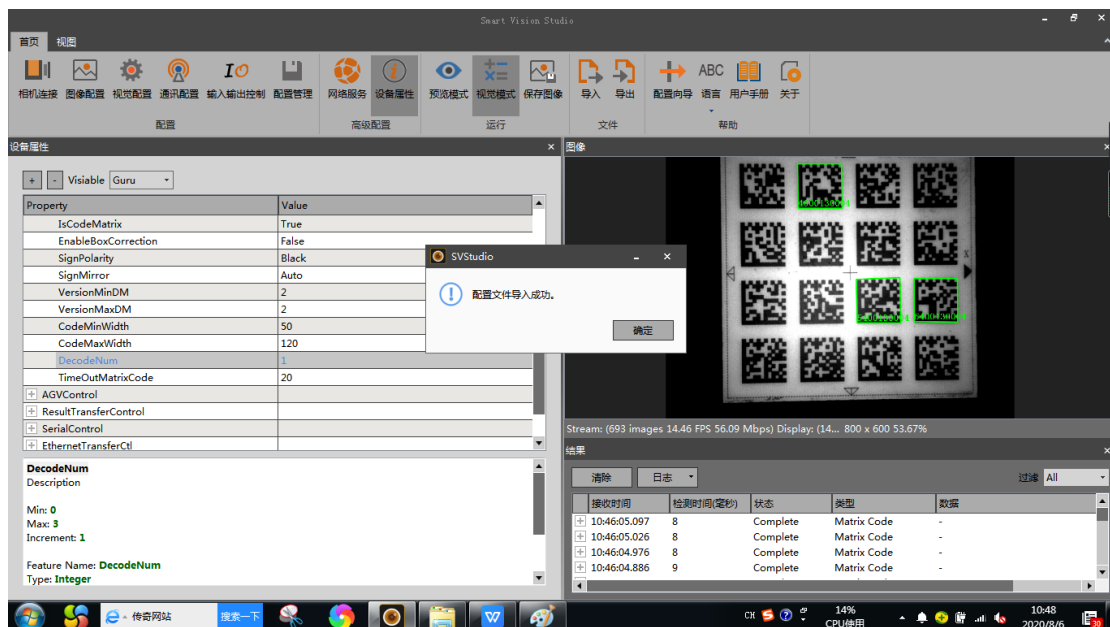 Smart Vision Studio
首页 视图
相机连接 图像配置 视觉配置 通讯配置 输入输出控制 配置管理 网络服务 设备属性 预览模式 视觉模式 保存图像 导入 导出 配置向导 语言 用户手册 关于
IO ABC
配置 高级配置 运行 文件 帮助
设备属性
+ - Visiable Guru
Property Value
IsCodeMatrix True
EnableBoxCorrection False
SignPolarity Black
SignMirror Auto
VersionMinDM 2
VersionMaxDM 2
CodeMinWidth 50
CodeMaxWidth 120
DecodeNum 1
TimeOutMatrixCode 20
AGVControl
ResultTransferControl
SerialControl
EthernetTransferCtl
DecodeNum
Description
Min: 0
Max: 3
Increment: 1
Feature Name: DecodeNum
Type: Integer
SVStudio
配置文件导入成功。
确定
图像
X
Stream: (693 images 14.46 FPS 56.09 Mbps) Display: (14... 800 x 600 53.67%
结果
清除 日志 过滤 All
接收时间 检测时间(毫秒) 状态 类型 数据
10:46:05.097 8 Complete Matrix Code -
10:46:05.026 8 Complete Matrix Code -
10:46:04.976 8 Complete Matrix Code -
10:46:04.886 9 Complete Matrix Code -
传奇网站 搜索一下
CH
14%
CPU使用
10:48
2020/8/6
30